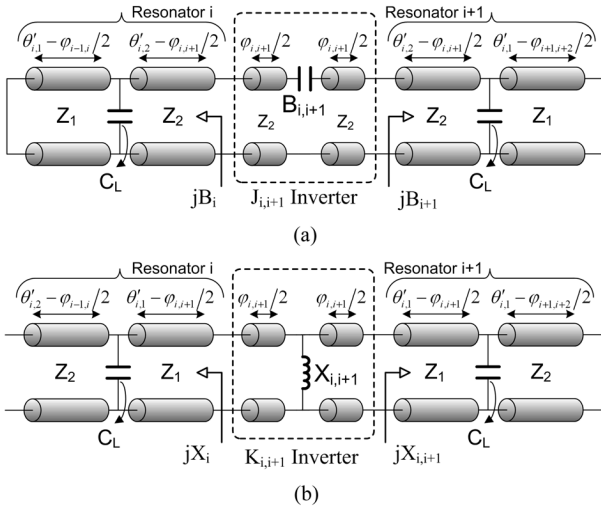 Resonator i
Resonator i+1
θ′i,1 − φi−1,i/2
θ′i,2 − φi,i+1/2
φi,i+1/2
φi,i+1/2
θ′i,2 − φi,i+1/2
θ′i,1 − φi+1,i+2/2
Z1
Z2
Bi,i+1
Z2
Z2
Z2
Z1
CL
CL
jBi
Ji,i+1 Inverter
jBi+1
(a)
Resonator i
Resonator i+1
θ′i,2 − φi−1,i/2
θ′i,1 − φi,i+1/2
φi,i+1/2
φi,i+1/2
θ′i,1 − φi,i+1/2
θ′i,1 − φi+1,i+2/2
Z2
Z1
Xi,i+1
Z1
Z2
CL
CL
jXi
Ki,i+1 Inverter
jXi,i+1
(b)